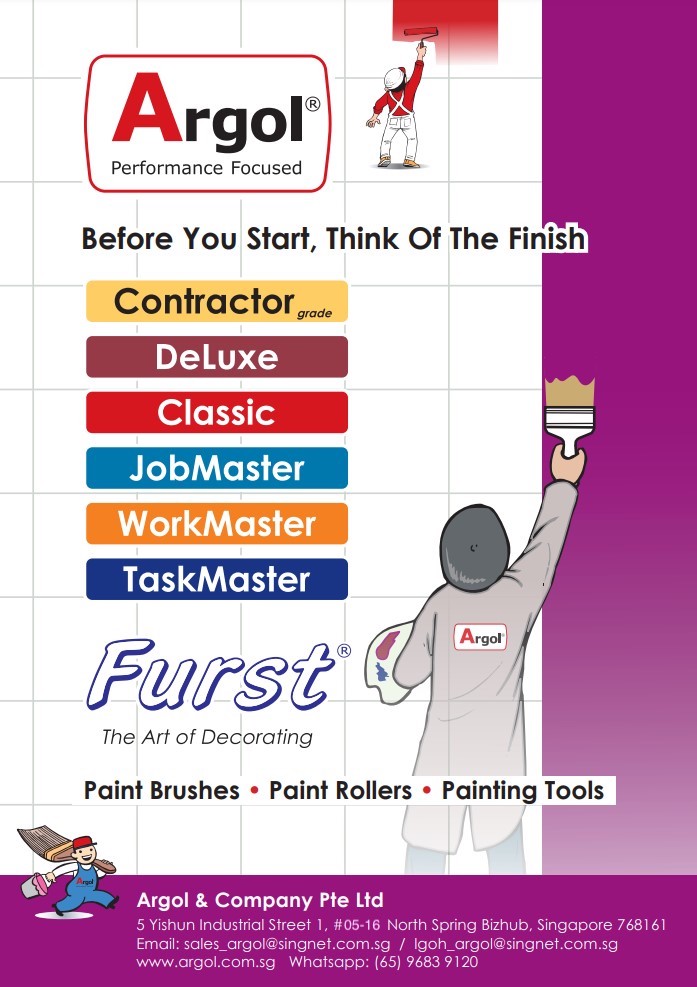 Argol®
Performance Focused
Before You Start, Think Of The Finish
Contractor grade
DeLuxe
Classic
JobMaster
WorkMaster
TaskMaster
Argol
Furst®
The Art of Decorating
Paint Brushes • Paint Rollers • Painting Tools
Argol
Argol & Company Pte Ltd
5 Yishun Industrial Street 1, #05-16 North Spring Bizhub, Singapore 768161
Email: sales_argol@singnet.com.sg / lgoh_argol@singnet.com.sg
www.argol.com.sg Whatsapp: (65) 9683 9120